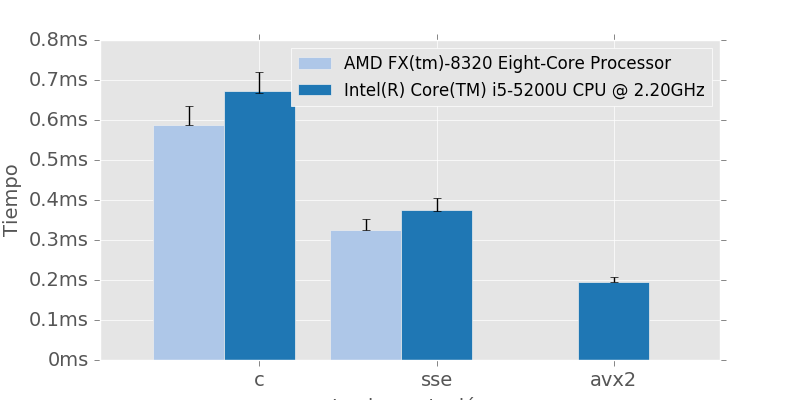 0.8ms
0.7ms
0.6ms
0.5ms
0.4ms
0.3ms
0.2ms
0.1ms
0ms
Tiempo
AMD FX(tm)-8320 Eight-Core Processor
Intel(R) Core(TM) i5-5200U CPU @ 2.20GHz
c
sse
avx2